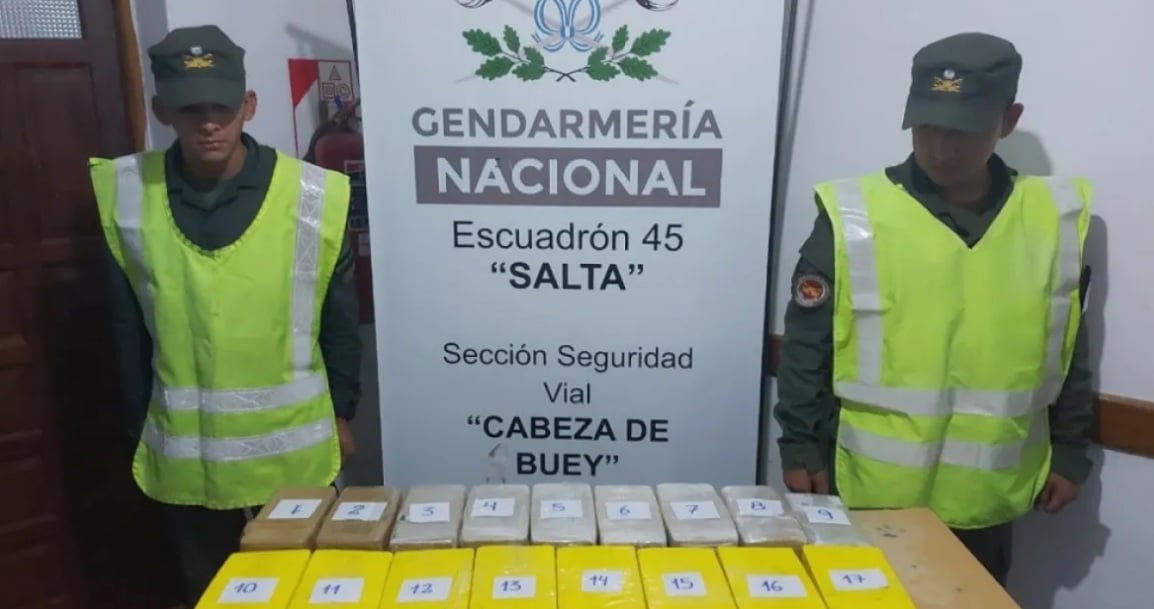 GENDARMERÍA
NACIONAL
Escuadrón 45
“SALTA”
Sección Seguridad
Vial
“CABEZA DE
BUEY”
1 2 3 4 5 6 7 8 9
10 11 12 13 14 15 16 17